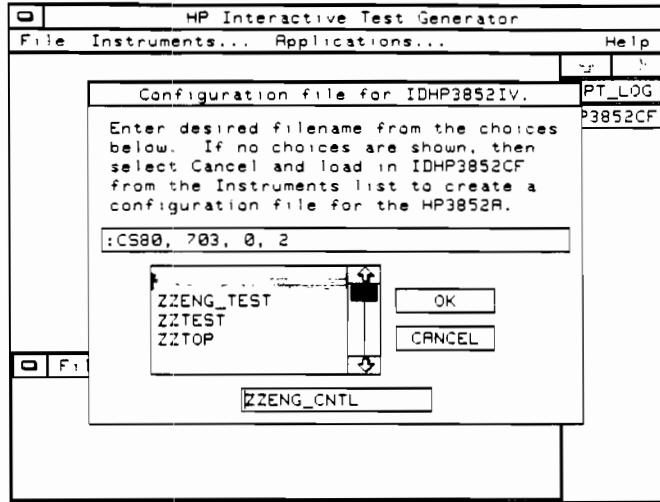 HP Interactive Test Generator
File Instruments... Applications... Help
PT_LOG
Configuration file for IDHP3852IV.
P3852CF
Enter desired filename from the choices
below. If no choices are shown, then
select Cancel and load in IDHP3852CF
from the Instruments list to create a
configuration file for the HP3852A.
:CS80, 703, 0, 2
ZZENG_TEST
OK
ZZTEST
ZZTOP
CANCEL
Fi
ZZENG_CNTL